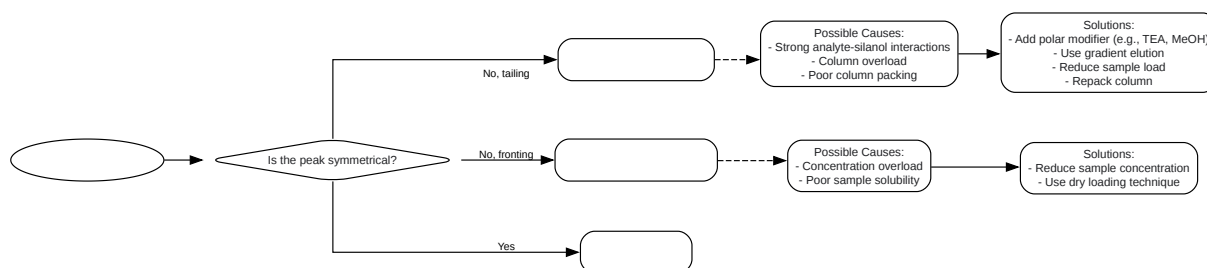 Possible Causes:
- Strong analyte-silanol interactions
- Column overload
- Poor column packing
Solutions:
- Add polar modifier (e.g., TEA, MeOH)
- Use gradient elution
- Reduce sample load
- Repack column
No, tailing
Is the peak symmetrical?
No, fronting
Possible Causes:
- Concentration overload
- Poor sample solubility
Solutions:
- Reduce sample concentration
- Use dry loading technique
Yes